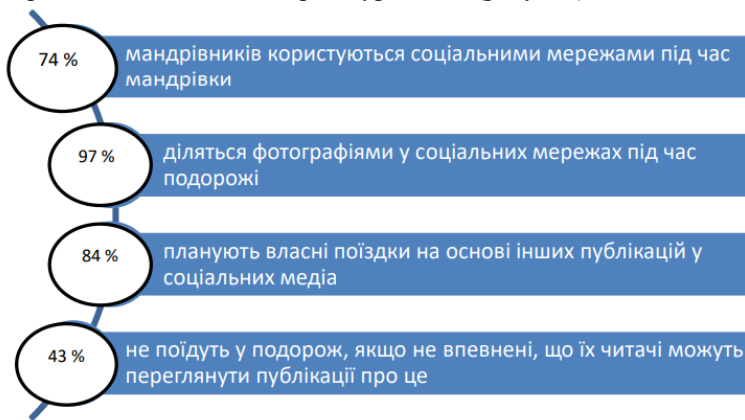 74 %
мандрівників користуються соціальними мережами під час
мандрівки
97 %
діляться фотографіями у соціальних мережах під час
подорожі
84 %
планують власні поїздки на основі інших публікацій у
соціальних медіа
43 %
не поїдуть у подорож, якщо не впевнені, що їх читачі можуть
переглянути публікації про це